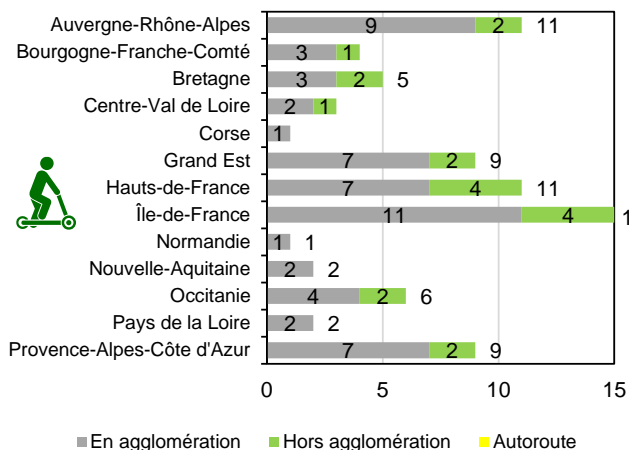 Auvergne-Rhône-Alpes 9 2 11
Bourgogne-Franche-Comté 3 1
Bretagne 3 2 5
Centre-Val de Loire 2 1
Corse 1
Grand Est 7 2 9
Hauts-de-France 7 4 11
Île-de-France 11 4 1
Normandie 1 1
Nouvelle-Aquitaine 2 2
Occitanie 4 2 6
Pays de la Loire 2 2
Provence-Alpes-Côte d'Azur 7 2 9
0 5 10 15
En agglomération Hors agglomération Autoroute